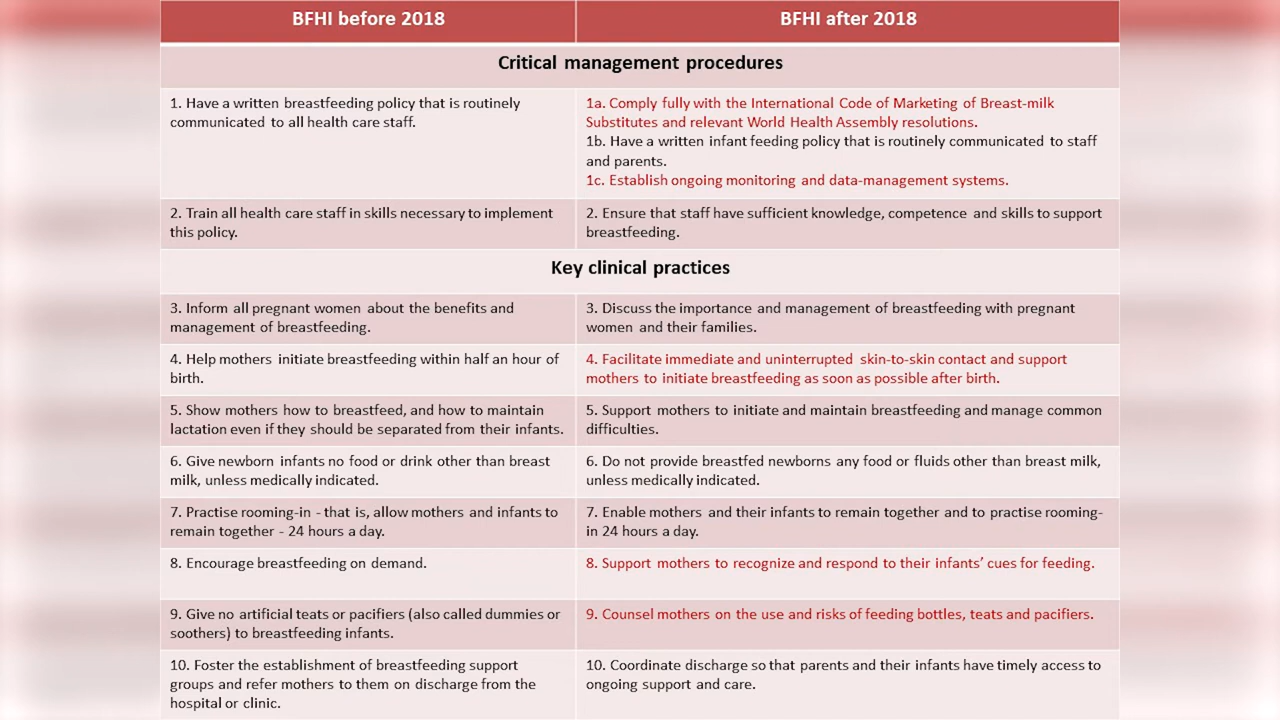 BFHI before 2018
BFHI after 2018
Critical management procedures
1. Have a written breastfeeding policy that is routinely
communicated to all health care staff.
1a. Comply fully with the International Code of Marketing of Breast-milk
Substitutes and relevant World Health Assembly resolutions.
1b. Have a written infant feeding policy that is routinely communicated to staff
and parents.
1c. Establish ongoing monitoring and data-management systems.
2. Train all health care staff in skills necessary to implement
this policy.
2. Ensure that staff have sufficient knowledge, competence and skills to support
breastfeeding.
Key clinical practices
3. Inform all pregnant women about the benefits and
management of breastfeeding.
3. Discuss the importance and management of breastfeeding with pregnant
women and their families.
4. Help mothers initiate breastfeeding within half an hour of
birth.
4. Facilitate immediate and uninterrupted skin-to-skin contact and support
mothers to initiate breastfeeding as soon as possible after birth.
5. Show mothers how to breastfeed, and how to maintain
lactation even if they should be separated from their infants.
5. Support mothers to initiate and maintain breastfeeding and manage common
difficulties.
6. Give newborn infants no food or drink other than breast
milk, unless medically indicated.
6. Do not provide breastfed newborns any food or fluids other than breast milk,
unless medically indicated.
7. Practise rooming-in - that is, allow mothers and infants to
remain together - 24 hours a day.
7. Enable mothers and their infants to remain together and to practise rooming-
in 24 hours a day.
8. Encourage breastfeeding on demand.
8. Support mothers to recognize and respond to their infants’ cues for feeding.
9. Give no artificial teats or pacifiers (also called dummies or
soothers) to breastfeeding infants.
9. Counsel mothers on the use and risks of feeding bottles, teats and pacifiers.
10. Foster the establishment of breastfeeding support
groups and refer mothers to them on discharge from the
hospital or clinic.
10. Coordinate discharge so that parents and their infants have timely access to
ongoing support and care.